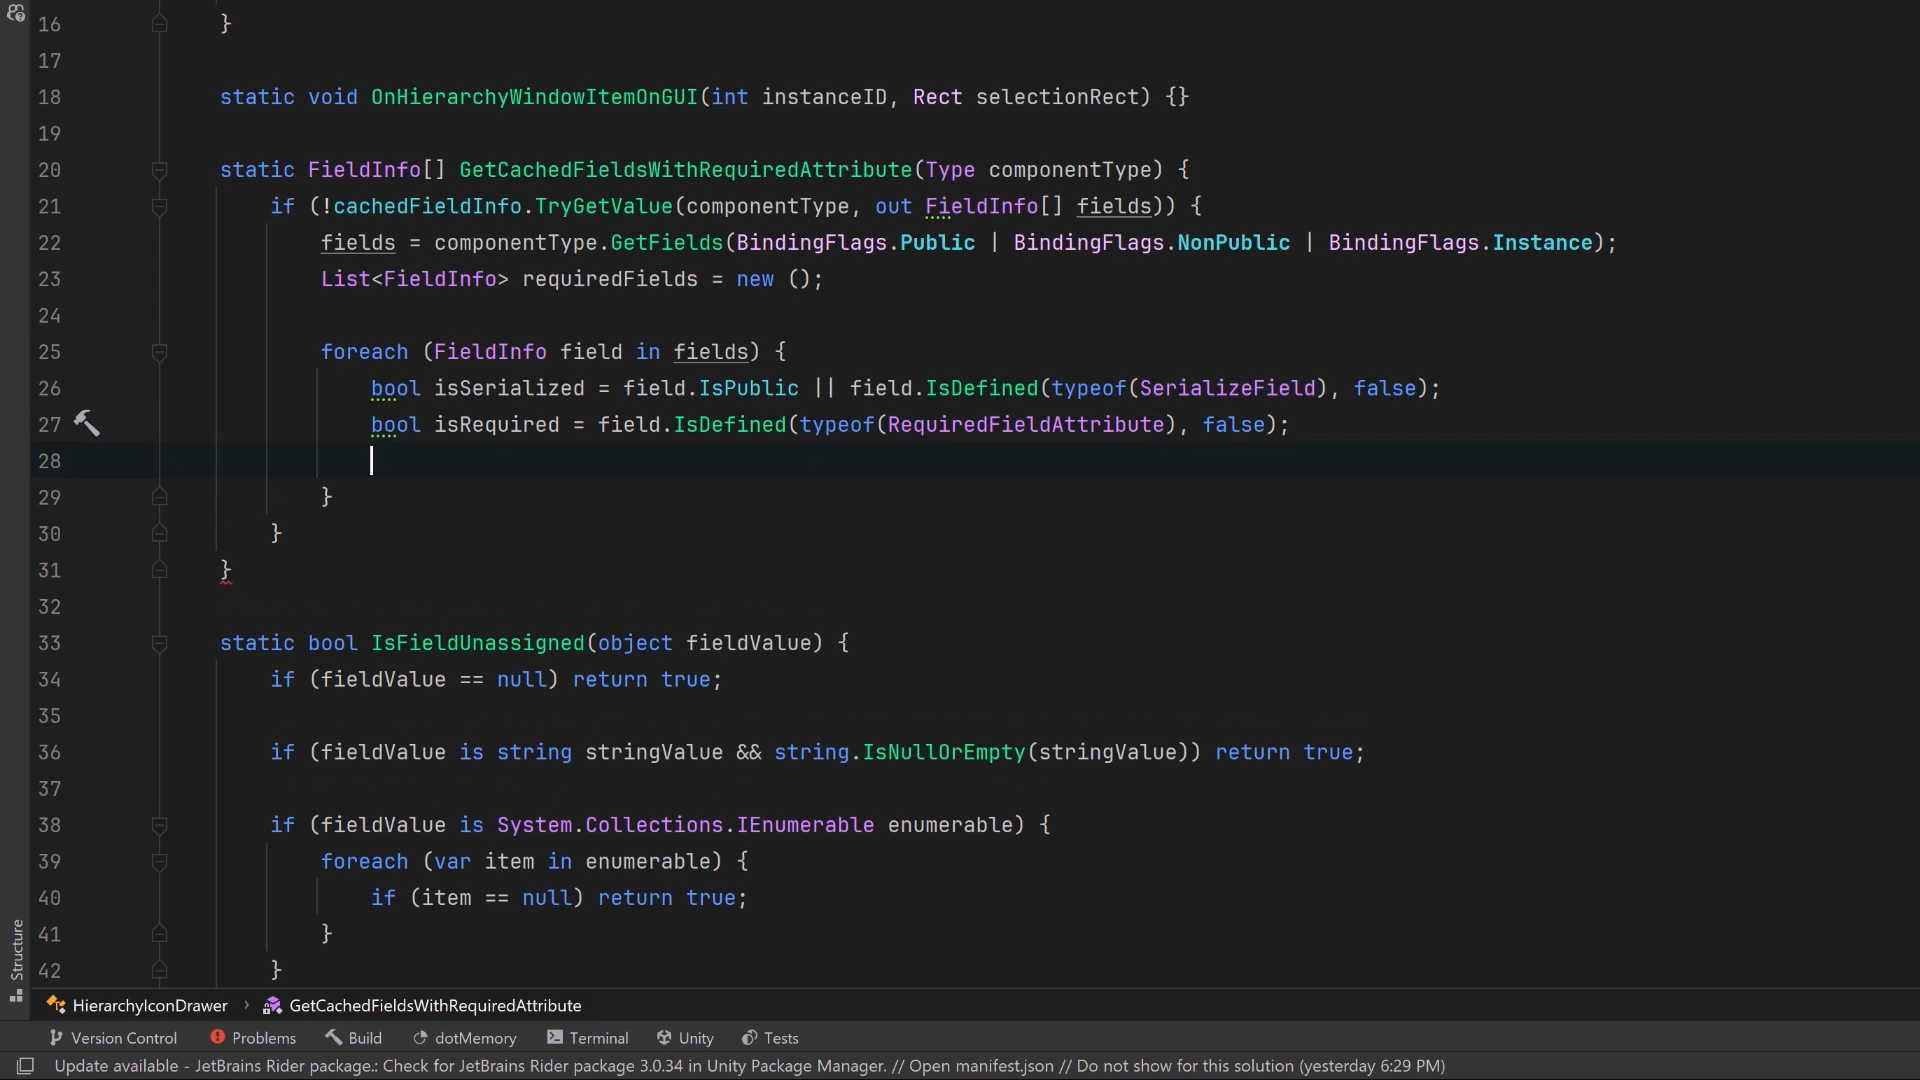 16 }
17
18 static void OnHierarchyWindowItemOnGUI(int instanceID, Rect selectionRect) {}
19
20 static FieldInfo[] GetCachedFieldsWithRequiredAttribute(Type componentType) {
21 if (!cachedFieldInfo.TryGetValue(componentType, out FieldInfo[] fields)) {
22 fields = componentType.GetFields(BindingFlags.Public | BindingFlags.NonPublic | BindingFlags.Instance);
23 List<FieldInfo> requiredFields = new ();
24
25 foreach (FieldInfo field in fields) {
26 bool isSerialized = field.IsPublic || field.IsDefined(typeof(SerializeField), false);
27 bool isRequired = field.IsDefined(typeof(RequiredFieldAttribute), false);
28
29 }
30 }
31 }
32
33 static bool IsFieldUnassigned(object fieldValue) {
34 if (fieldValue == null) return true;
35
36 if (fieldValue is string stringValue && string.IsNullOrEmpty(stringValue)) return true;
37
38 if (fieldValue is System.Collections.IEnumerable enumerable) {
39 foreach (var item in enumerable) {
40 if (item == null) return true;
41 }
42 }
Structure
HierarchyIconDrawer › GetCachedFieldsWithRequiredAttribute
Version Control Problems Build dotMemory Terminal Unity Tests
Update available - JetBrains Rider package.: Check for JetBrains Rider package 3.0.34 in Unity Package Manager. // Open manifest.json // Do not show for this solution (yesterday 6:29 PM)